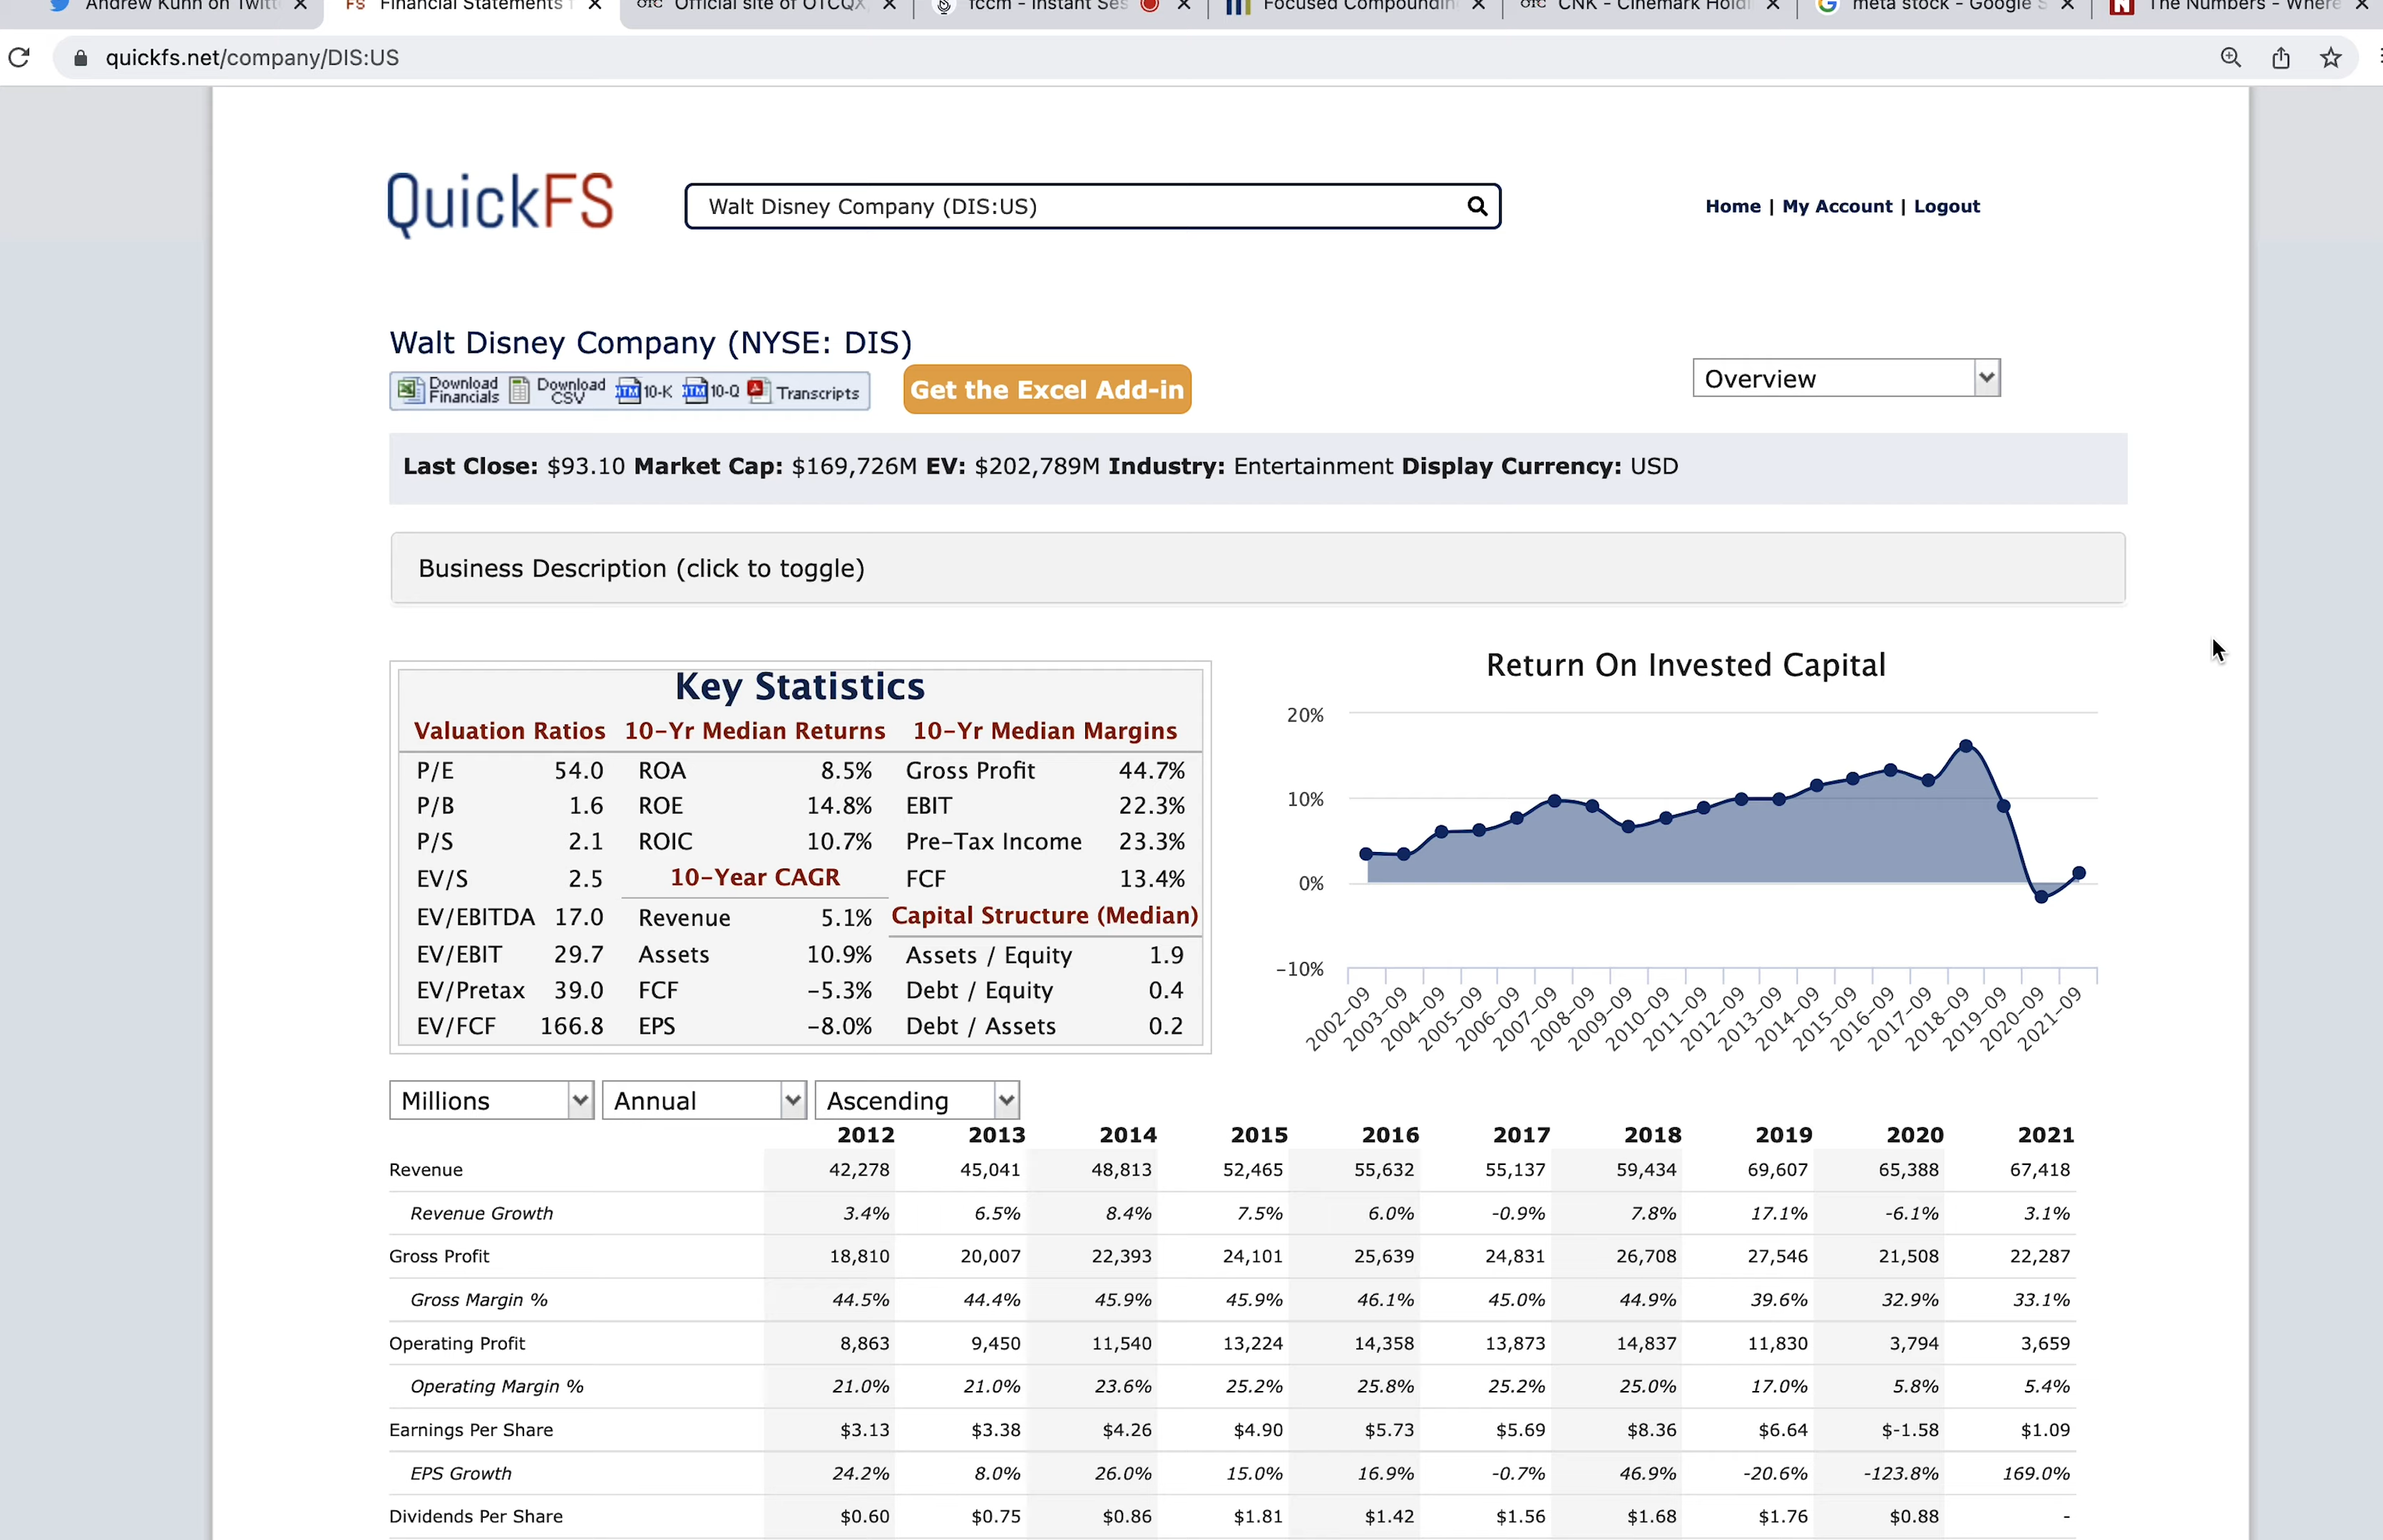 Andrew Kuhn on Twitt
FS Financial Statements
OTC Official site of OTCQX
fccm - Instant Ses
Focused Compoundin
OTC CNK - Cinemark Holdi
meta stock - Google S
The Numbers - Where
quickfs.net/company/DIS:US
QuickFS
Walt Disney Company (DIS:US)
Home | My Account | Logout
Walt Disney Company (NYSE: DIS)
Download Financials Download CSV 10-K 10-Q Transcripts
Get the Excel Add-in
Overview
Last Close: $93.10 Market Cap: $169,726M EV: $202,789M Industry: Entertainment Display Currency: USD
Business Description (click to toggle)
Key Statistics
Valuation Ratios 10-Yr Median Returns 10-Yr Median Margins
P/E 54.0 ROA 8.5% Gross Profit 44.7%
P/B 1.6 ROE 14.8% EBIT 22.3%
P/S 2.1 ROIC 10.7% Pre-Tax Income 23.3%
EV/S 2.5 10-Year CAGR FCF 13.4%
EV/EBITDA 17.0 Revenue 5.1% Capital Structure (Median)
EV/EBIT 29.7 Assets 10.9% Assets / Equity 1.9
EV/Pretax 39.0 FCF -5.3% Debt / Equity 0.4
EV/FCF 166.8 EPS -8.0% Debt / Assets 0.2
Return On Invested Capital
20%
10%
0%
-10%
2002-09 2003-09 2004-09 2005-09 2006-09 2007-09 2008-09 2009-09 2010-09 2011-09 2012-09 2013-09 2014-09 2015-09 2016-09 2017-09 2018-09 2019-09 2020-09 2021-09
Millions Annual Ascending
2012 2013 2014 2015 2016 2017 2018 2019 2020 2021
Revenue 42,278 45,041 48,813 52,465 55,632 55,137 59,434 69,607 65,388 67,418
Revenue Growth 3.4% 6.5% 8.4% 7.5% 6.0% -0.9% 7.8% 17.1% -6.1% 3.1%
Gross Profit 18,810 20,007 22,393 24,101 25,639 24,831 26,708 27,546 21,508 22,287
Gross Margin % 44.5% 44.4% 45.9% 45.9% 46.1% 45.0% 44.9% 39.6% 32.9% 33.1%
Operating Profit 8,863 9,450 11,540 13,224 14,358 13,873 14,837 11,830 3,794 3,659
Operating Margin % 21.0% 21.0% 23.6% 25.2% 25.8% 25.2% 25.0% 17.0% 5.8% 5.4%
Earnings Per Share $3.13 $3.38 $4.26 $4.90 $5.73 $5.69 $8.36 $6.64 $-1.58 $1.09
EPS Growth 24.2% 8.0% 26.0% 15.0% 16.9% -0.7% 46.9% -20.6% -123.8% 169.0%
Dividends Per Share $0.60 $0.75 $0.86 $1.81 $1.42 $1.56 $1.68 $1.76 $0.88 -